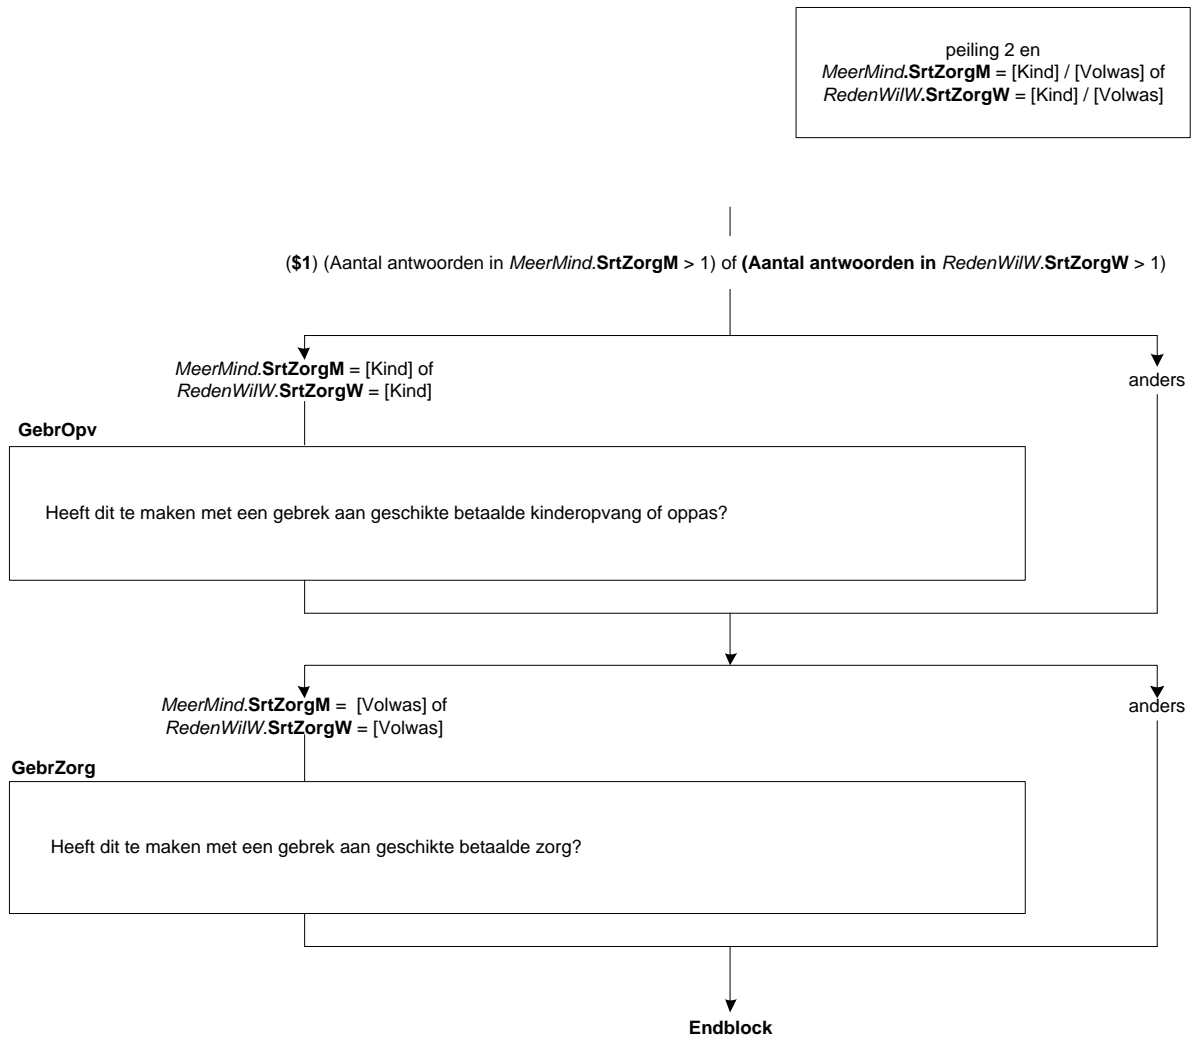 peiling 2 en
MeerMind.SrtZorgM = [Kind] / [Volwas] of
RedenWilW.SrtZorgW = [Kind] / [Volwas]
($1) (Aantal antwoorden in MeerMind.SrtZorgM > 1) of (Aantal antwoorden in RedenWilW.SrtZorgW > 1)
MeerMind.SrtZorgM = [Kind] of
RedenWilW.SrtZorgW = [Kind]
anders
GebrOpv
Heeft dit te maken met een gebrek aan geschikte betaalde kinderopvang of oppas?
MeerMind.SrtZorgM = [Volwas] of
RedenWilW.SrtZorgW = [Volwas]
anders
GebrZorg
Heeft dit te maken met een gebrek aan geschikte betaalde zorg?
Endblock